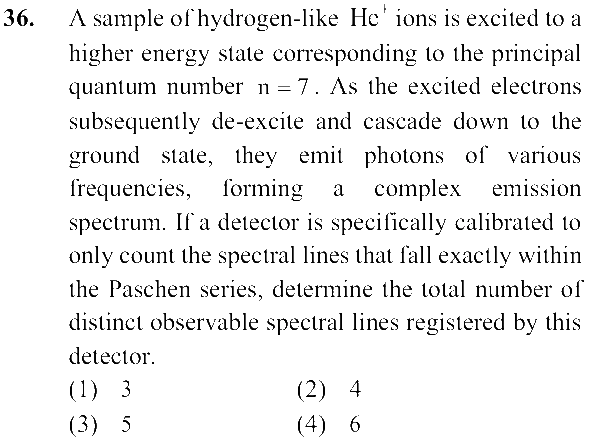 36. A sample of hydrogen-like He⁺ ions is excited to a
higher energy state corresponding to the principal
quantum number n = 7. As the excited electrons
subsequently de-excite and cascade down to the
ground state, they emit photons of various
frequencies, forming a complex emission
spectrum. If a detector is specifically calibrated to
only count the spectral lines that fall exactly within
the Paschen series, determine the total number of
distinct observable spectral lines registered by this
detector.
(1) 3 (2) 4
(3) 5 (4) 6